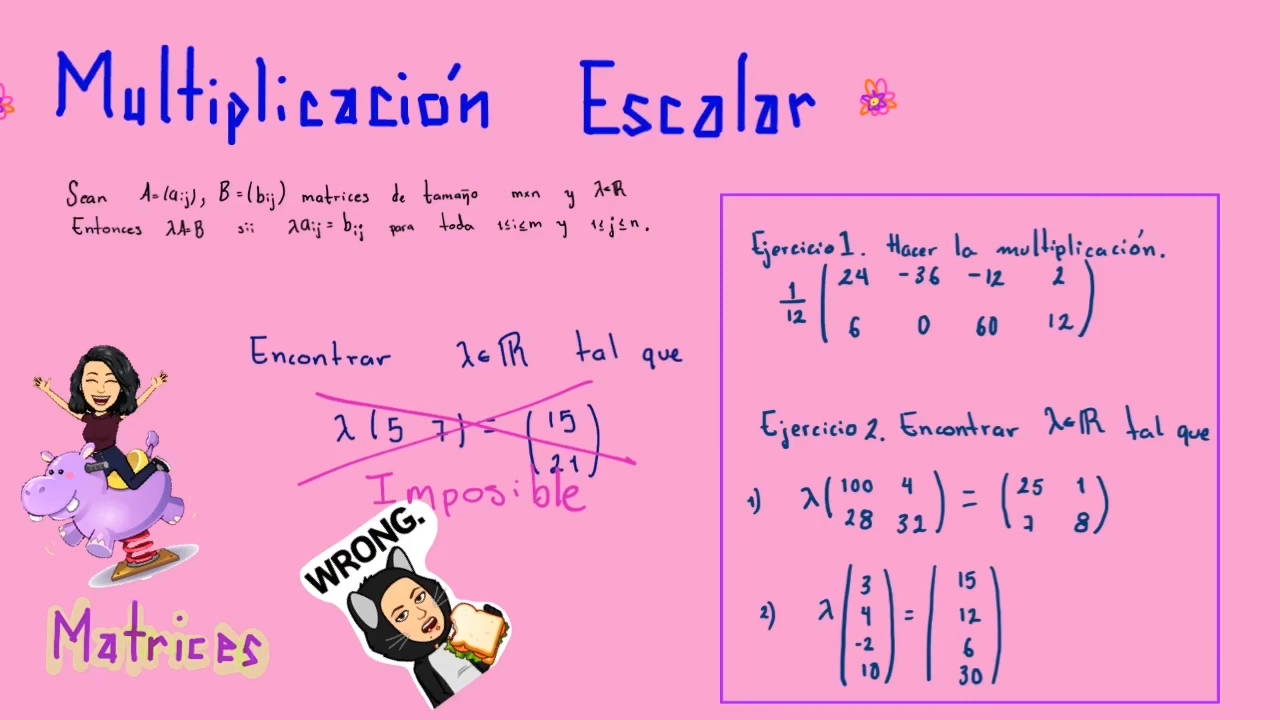 Multiplicación Escalar
Sean A=(aij), B=(bij) matrices de tamaño mxn y λ∈ℝ
Entonces λA=B sii λaij = bij para toda 1≤i≤m y 1≤j≤n.
Encontrar λ∈ℝ tal que
λ (5 7) = (15
21)
Imposible
WRONG.
Matrices
Ejercicio 1. Hacer la multiplicación.
1/12 (24 -36 -12 2
6 0 60 12)
Ejercicio 2. Encontrar λ∈ℝ tal que
1) λ (100 4 = (25 1
28 32) 7 8)
2) λ (3 = (15
4 12
-2 6
10) 30)